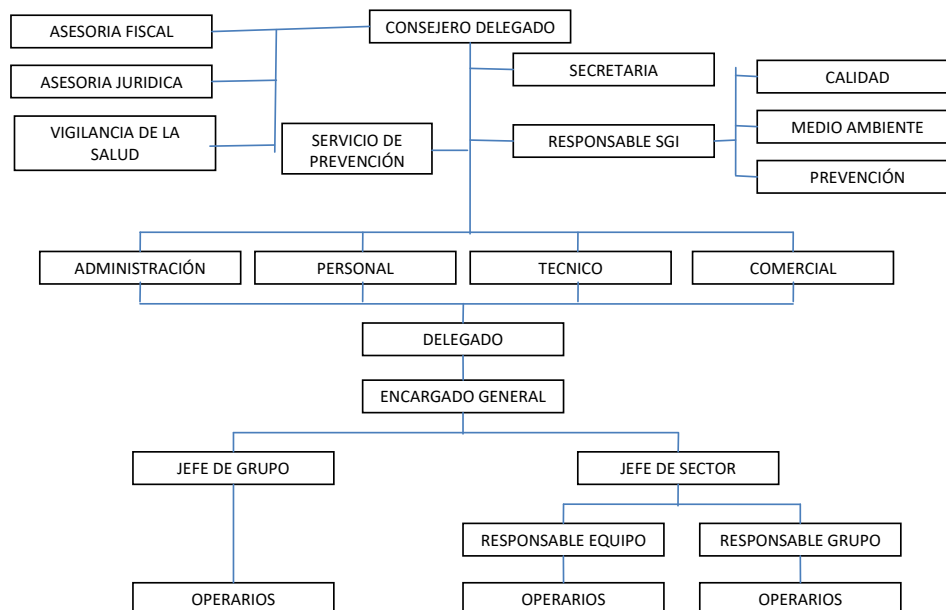 CONSEJERO DELEGADO
ASESORIA FISCAL
SECRETARIA
ASESORIA JURIDICA
CALIDAD
VIGILANCIA DE LA
SALUD
SERVICIO DE
PREVENCIÓN
RESPONSABLE SGI
MEDIO AMBIENTE
PREVENCIÓN
ADMINISTRACIÓN
PERSONAL
TECNICO
COMERCIAL
DELEGADO
ENCARGADO GENERAL
JEFE DE GRUPO
JEFE DE SECTOR
RESPONSABLE EQUIPO
RESPONSABLE GRUPO
OPERARIOS
OPERARIOS
OPERARIOS